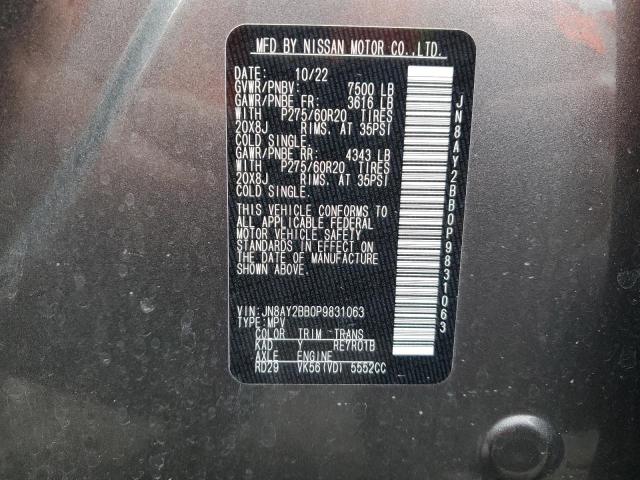 MFD BY NISSAN MOTOR CO.,LTD.
DATE: 10/22
GVWR/PNBV: 7500 LB
GAWR/PNBE FR: 3616 LB
WITH P275/60R20 TIRES
20X8J RIMS. AT 35PSI
COLD SINGLE.
GAWR/PNBE RR: 4343 LB
WITH P275/60R20 TIRES
20X8J RIMS. AT 35PSI
COLD SINGLE.
THIS VEHICLE CONFORMS TO
ALL APPLICABLE FEDERAL
MOTOR VEHICLE SAFETY
STANDARDS IN EFFECT ON
THE DATE OF MANUFACTURE
SHOWN ABOVE.
VIN: JN8AY2BB0P9831063
TYPE: MPV
COLOR TRIM TRANS
KAD Y RE7R01B
AXLE ENGINE
RD29 VK56(VD) 5552CC
JN8AY2BB0P9831063